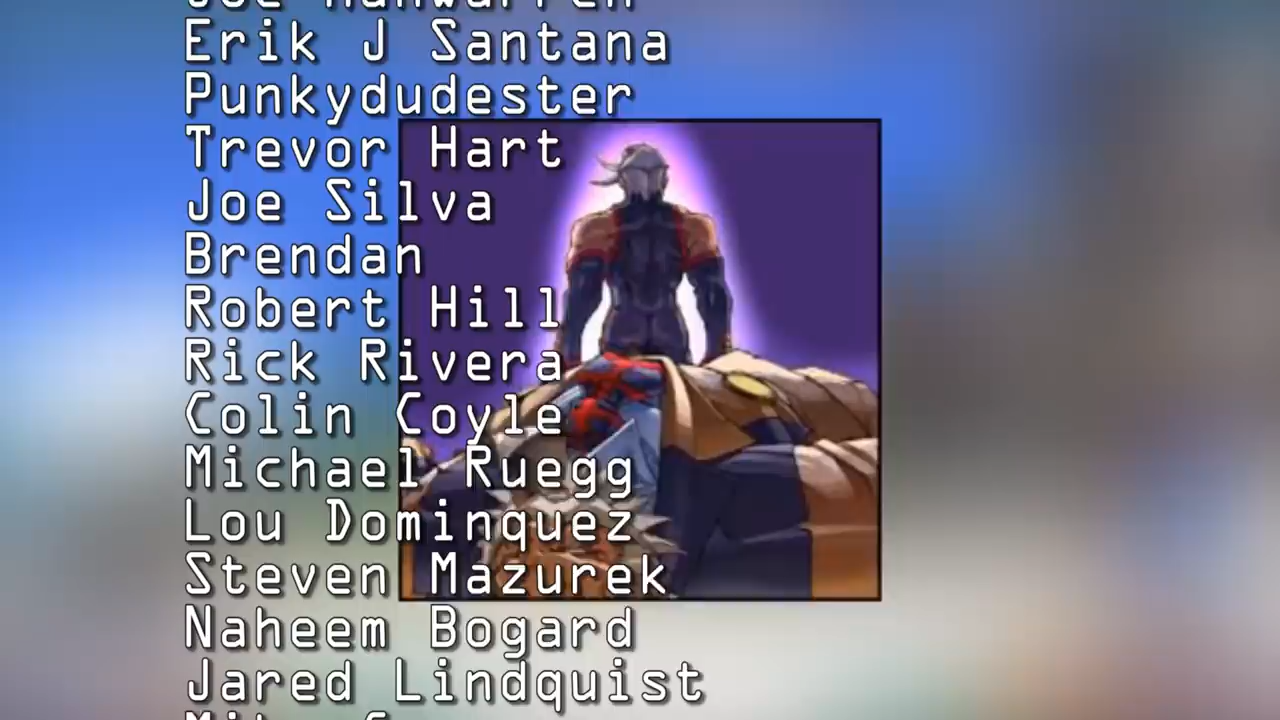 Erik J Santana
Punkydudester
Trevor Hart
Joe Silva
Brendan
Robert Hill
Rick Rivera
Colin Coyle
Michael Ruegg
Lou Dominquez
Steven Mazurek
Naheem Bogard
Jared Lindquist